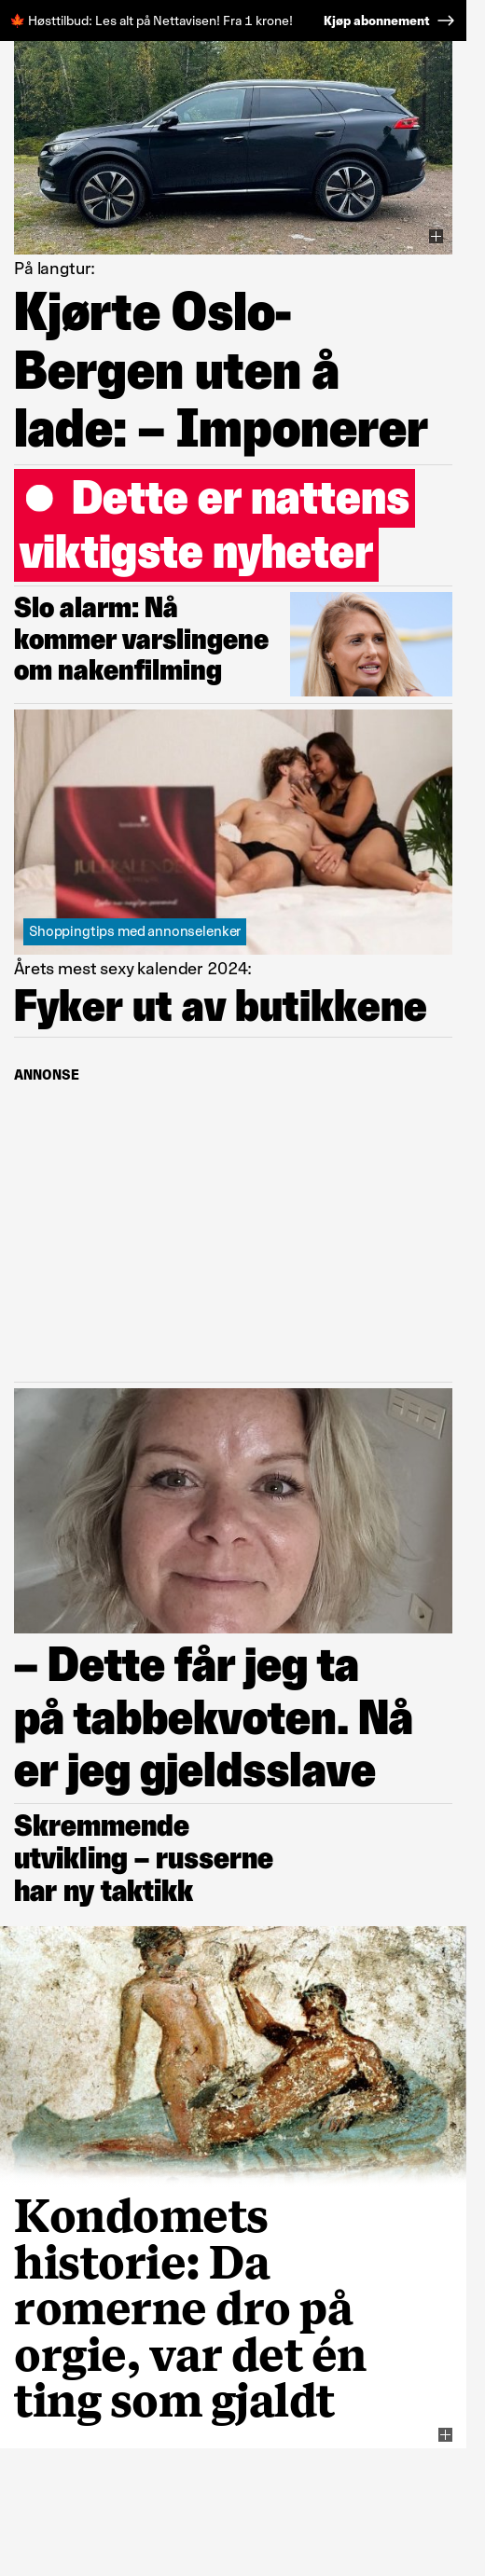 🍁 Høsttilbud: Les alt på Nettavisen! Fra 1 krone! Kjøp abonnement →
På langtur:
Kjørte Oslo-
Bergen uten å
lade: – Imponerer
● Dette er nattens
viktigste nyheter
Slo alarm: Nå
kommer varslingene
om nakenfilming
JULEKALENDER
Shoppingtips med annonselenker
Årets mest sexy kalender 2024:
Fyker ut av butikkene
ANNONSE
– Dette får jeg ta
på tabbekvoten. Nå
er jeg gjeldsslave
Skremmende
utvikling – russerne
har ny taktikk
Kondomets
historie: Da
romerne dro på
orgie, var det én
ting som gjaldt